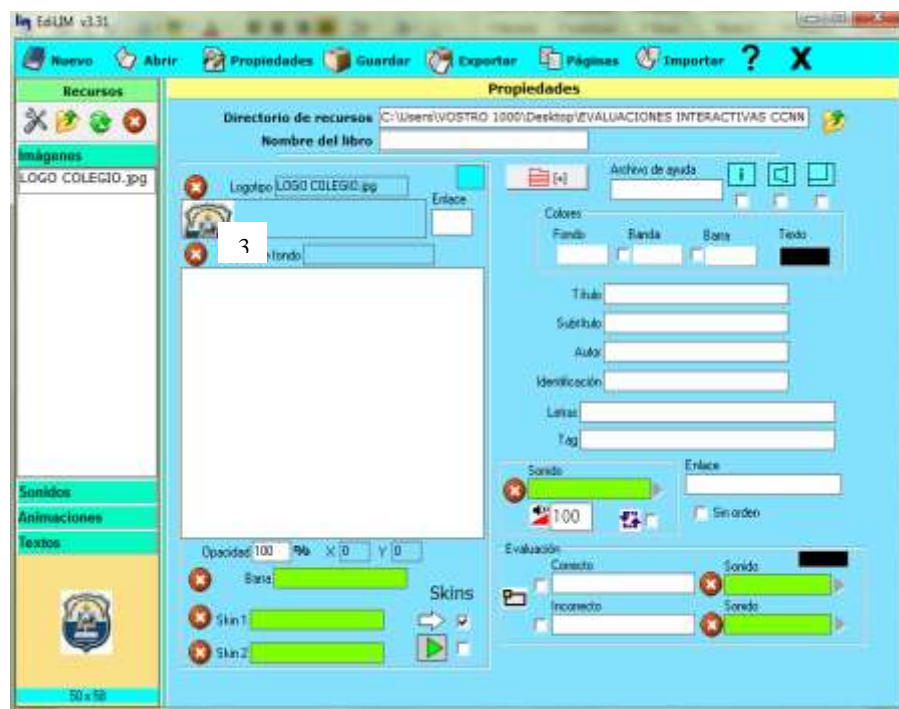 EdiLIM v3.31
Nuevo Abrir Propiedades Guardar Exportar Páginas Importar ? X
Recursos
Propiedades
Directorio de recursos C:\Users\VOSTRO 1000\Desktop\EVALUACIONES INTERACTIVAS CCNN
Nombre del libro
Imágenes
LOGO COLEGIO.jpg
Logotipo LOGO COLEGIO.jpg
Enlace
3
fondo
[+]
Archivo de ayuda
i
Colores
Fondo Banda Barra Texto
Título
Subtítulo
Autor
Identificación
Letras
Tag
Sonido
Enlace
100
Sin orden
Sonidos
Animaciones
Textos
Opacidad 100 % X 0 Y 0
Barra
Skins
Skin 1
Skin 2
Evaluación
Correcto Sonido
Incorrecto Sonido
50 x 58